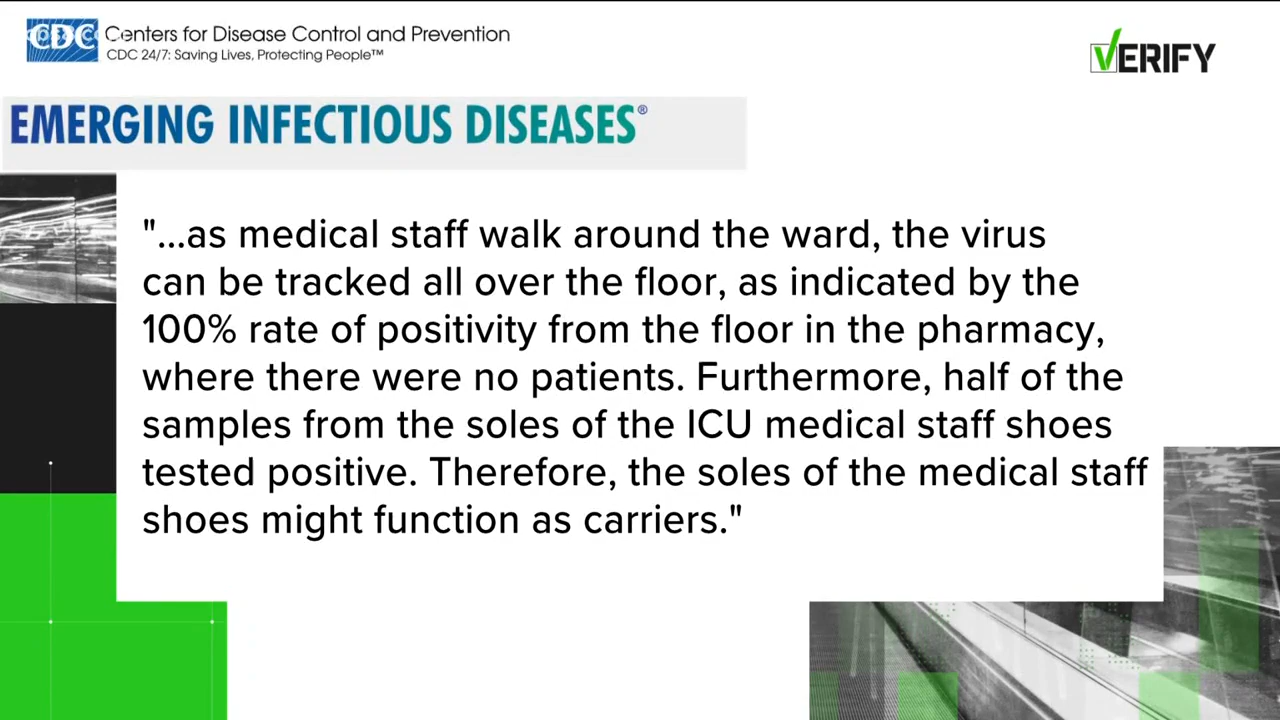 CDC Centers for Disease Control and Prevention
CDC 24/7: Saving Lives, Protecting People™
VERIFY
EMERGING INFECTIOUS DISEASES®
"...as medical staff walk around the ward, the virus
can be tracked all over the floor, as indicated by the
100% rate of positivity from the floor in the pharmacy,
where there were no patients. Furthermore, half of the
samples from the soles of the ICU medical staff shoes
tested positive. Therefore, the soles of the medical staff
shoes might function as carriers."